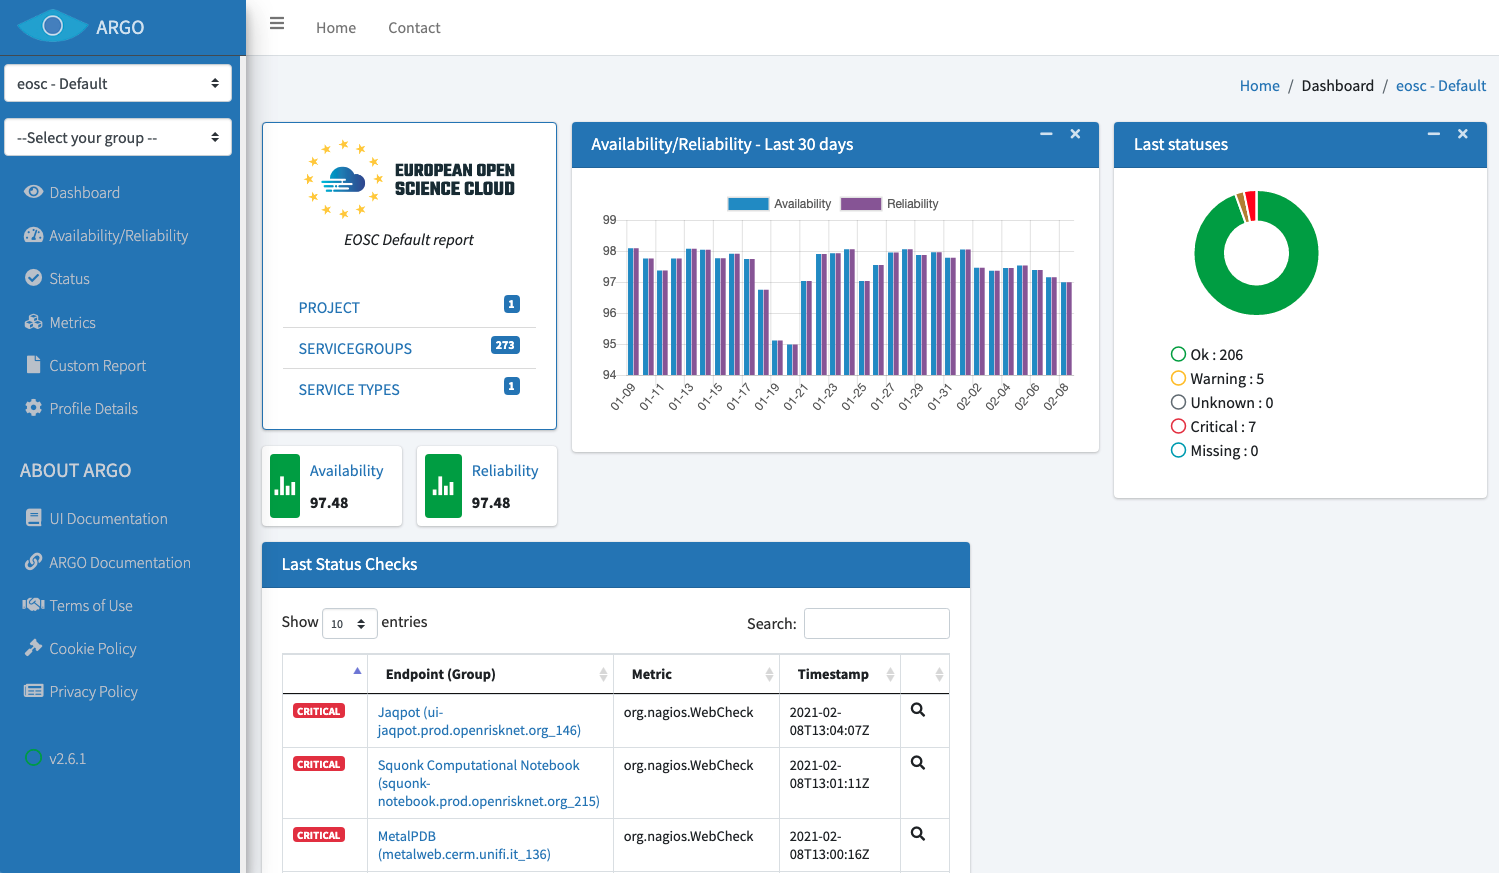 ARGO
Home
Contact
eosc - Default
--Select your group --
Dashboard
Availability/Reliability
Status
Metrics
Custom Report
Profile Details
ABOUT ARGO
UI Documentation
ARGO Documentation
Terms of Use
Cookie Policy
Privacy Policy
v2.6.1
Home / Dashboard / eosc - Default
EUROPEAN OPEN
SCIENCE CLOUD
EOSC Default report
PROJECT 1
SERVICEGROUPS 273
SERVICE TYPES 1
Availability
97.48
Reliability
97.48
Availability/Reliability - Last 30 days
Availability Reliability
99
98
97
96
95
94
01-09 01-11 01-13 01-15 01-17 01-19 01-21 01-23 01-25 01-27 01-29 01-31 02-02 02-04 02-06 02-08
Last statuses
Ok : 206
Warning : 5
Unknown : 0
Critical : 7
Missing : 0
Last Status Checks
Show 10 entries
Search:
Endpoint (Group) Metric Timestamp
CRITICAL Jaqpot (ui- org.nagios.WebCheck 2021-02-
jaqpot.prod.openrisknet.org_146) 08T13:04:07Z
CRITICAL Squonk Computational Notebook org.nagios.WebCheck 2021-02-
(squonk- 08T13:01:11Z
notebook.prod.openrisknet.org_215)
CRITICAL MetalPDB org.nagios.WebCheck 2021-02-
(metalweb.cerm.unifi.it_136) 08T13:00:16Z